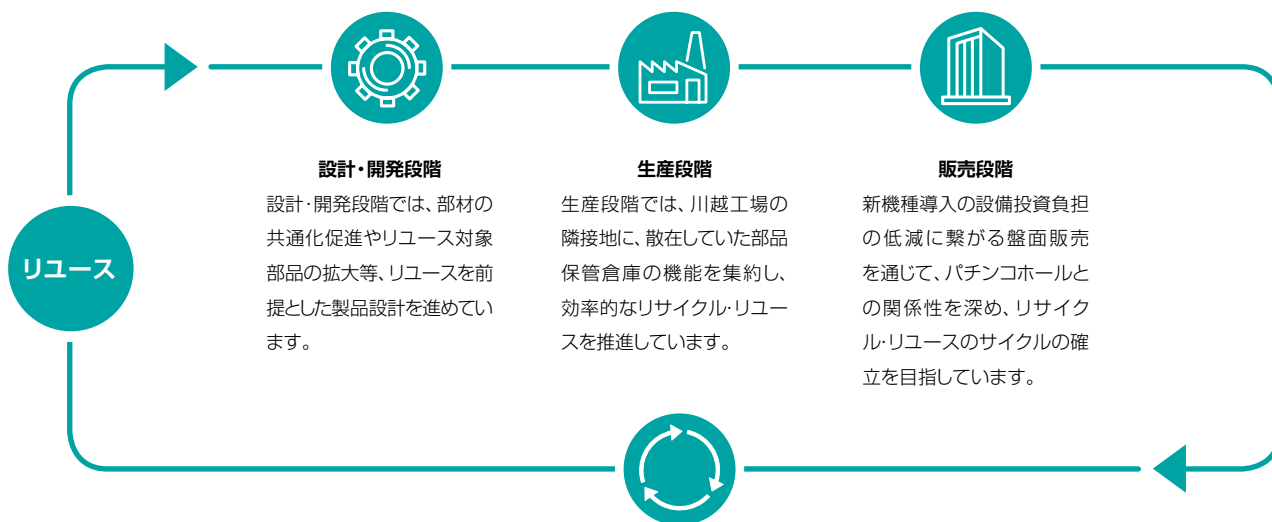 リユース
設計・開発段階
設計・開発段階では、部材の
共通化促進やリユース対象
部品の拡大等、リユースを前
提とした製品設計を進めてい
ます。
生産段階
生産段階では、川越工場の
隣接地に、散在していた部品
保管倉庫の機能を集約し、
効率的なリサイクル・リユー
スを推進しています。
販売段階
新機種導入の設備投資負担
の低減に繋がる盤面販売
を通じて、パチンコホールと
の関係性を深め、リサイク
ル・リユースのサイクルの確
立を目指しています。